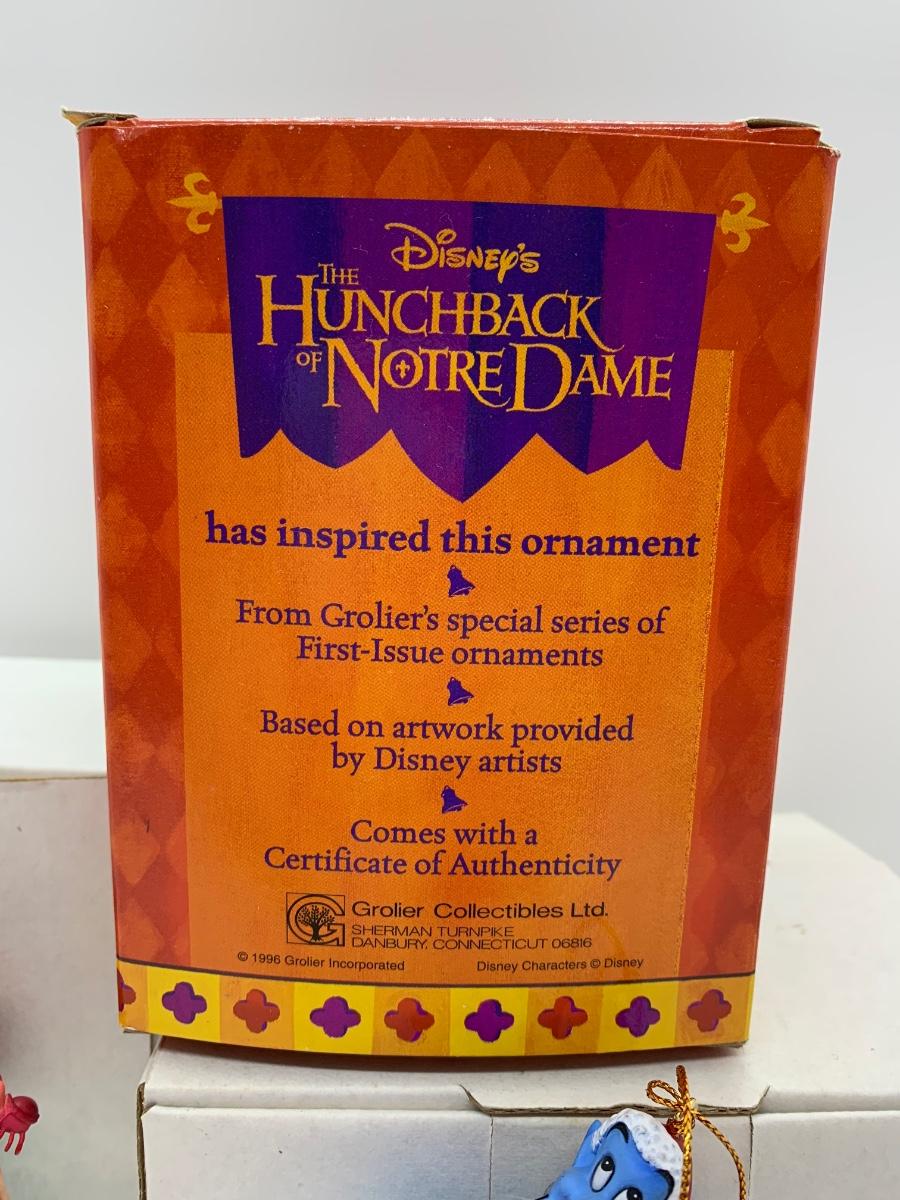 Disney's
THE
HUNCHBACK
OF NOTRE DAME
has inspired this ornament
From Grolier's special series of
First-Issue ornaments
Based on artwork provided
by Disney artists
Comes with a
Certificate of Authenticity
Grolier Collectibles Ltd.
SHERMAN TURNPIKE
DANBURY, CONNECTICUT 06816
© 1996 Grolier Incorporated Disney Characters © Disney